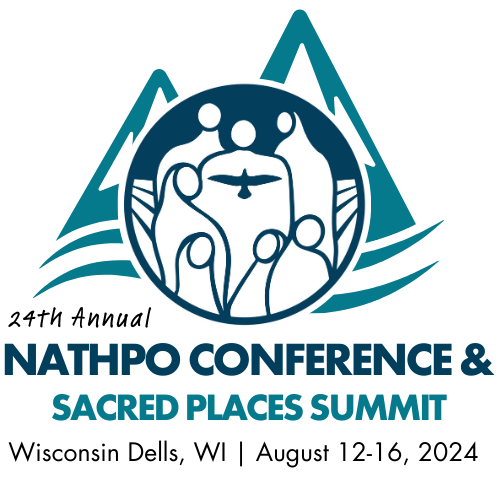 24th Annual
NATHPO CONFERENCE &
SACRED PLACES SUMMIT
Wisconsin Dells, WI | August 12-16, 2024